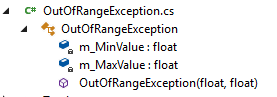 C# OutOfRangeException.cs
OutOfRangeException
m_MinValue : float
m_MaxValue : float
OutOfRangeException(float, float)